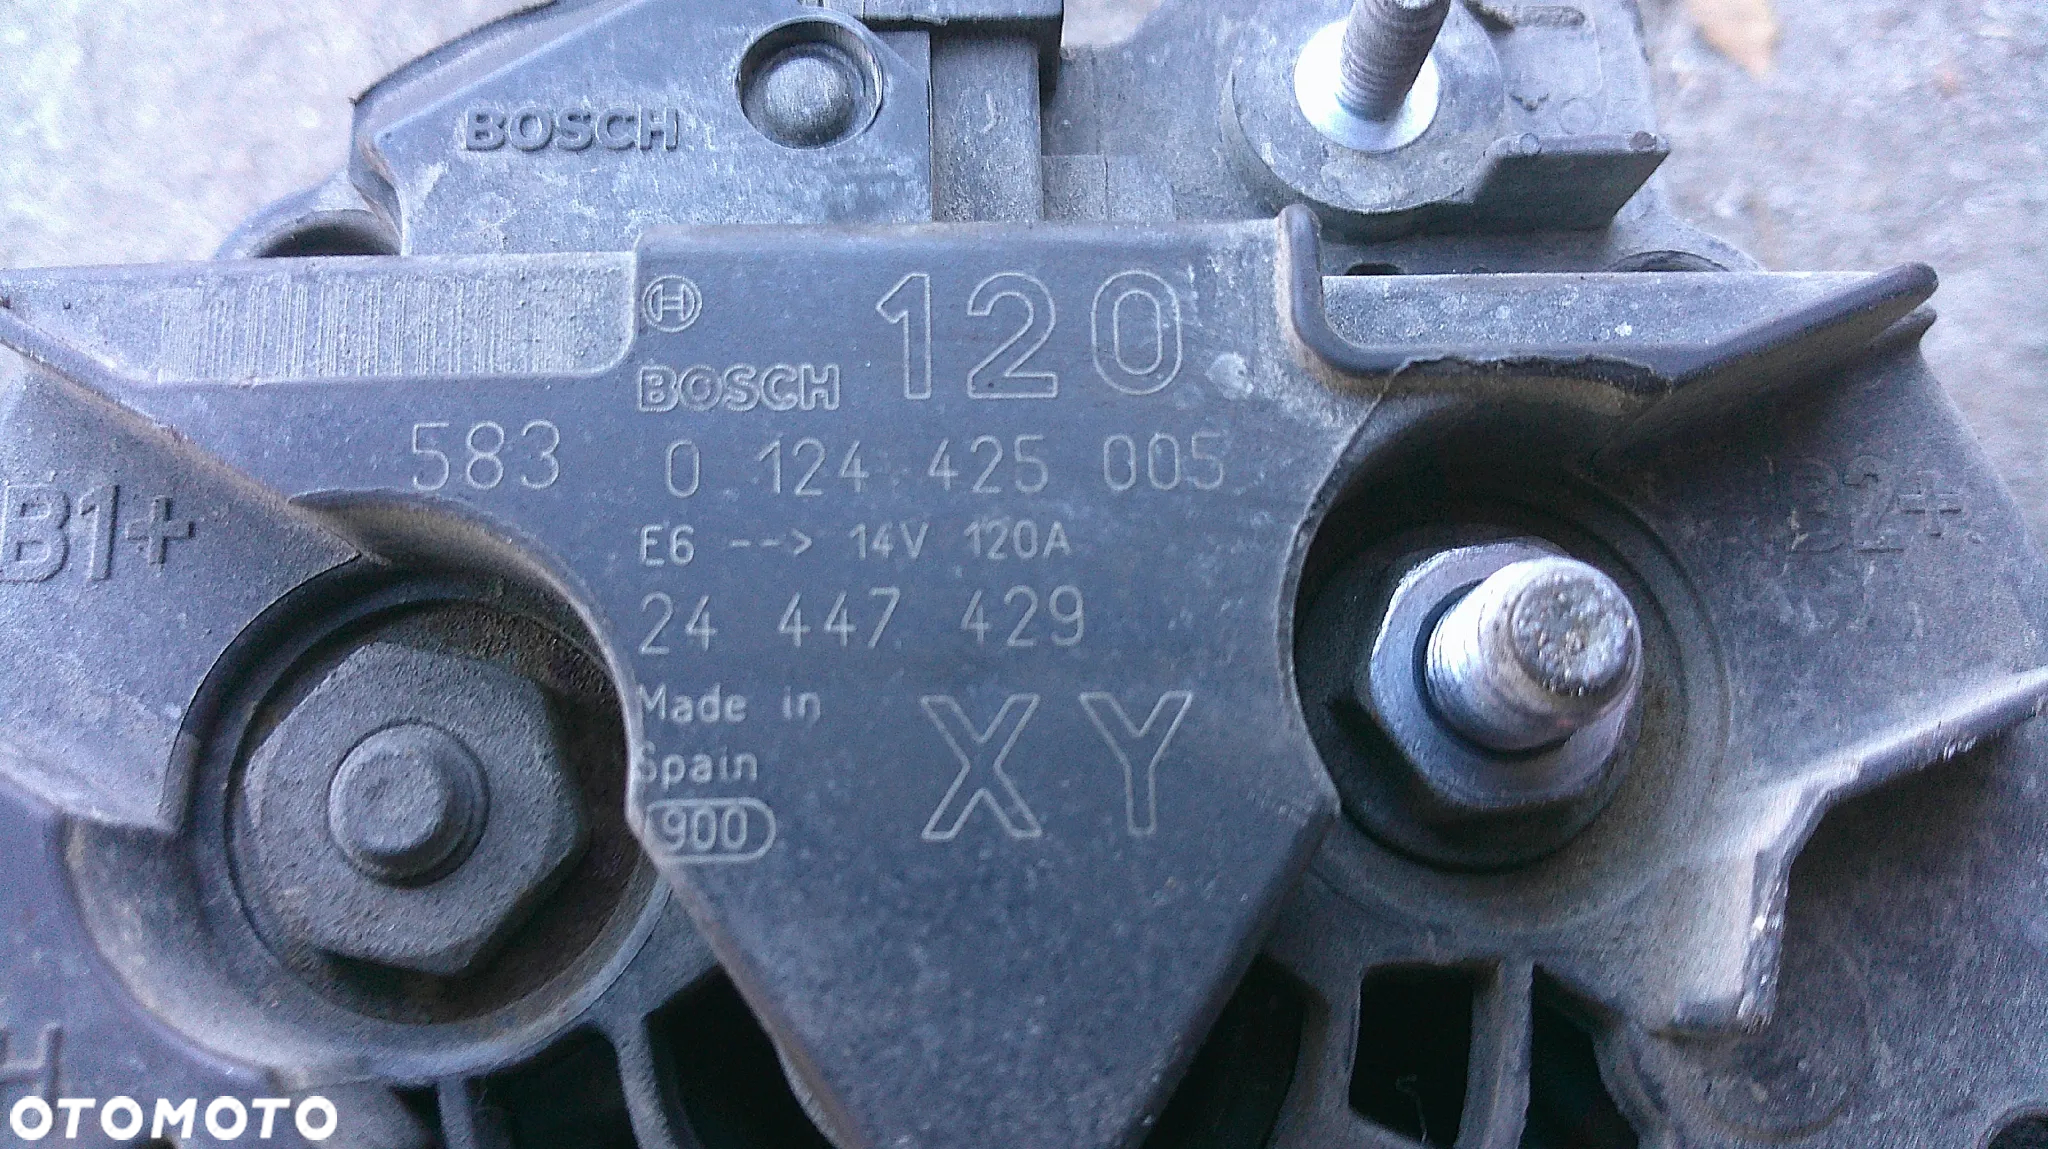 BOSCH
BOSCH 120
583 0 124 425 005
E6 --> 14V 120A
24 447 429
Made in
Spain
900
XY
B1+
B2+
H
OTOMOTO